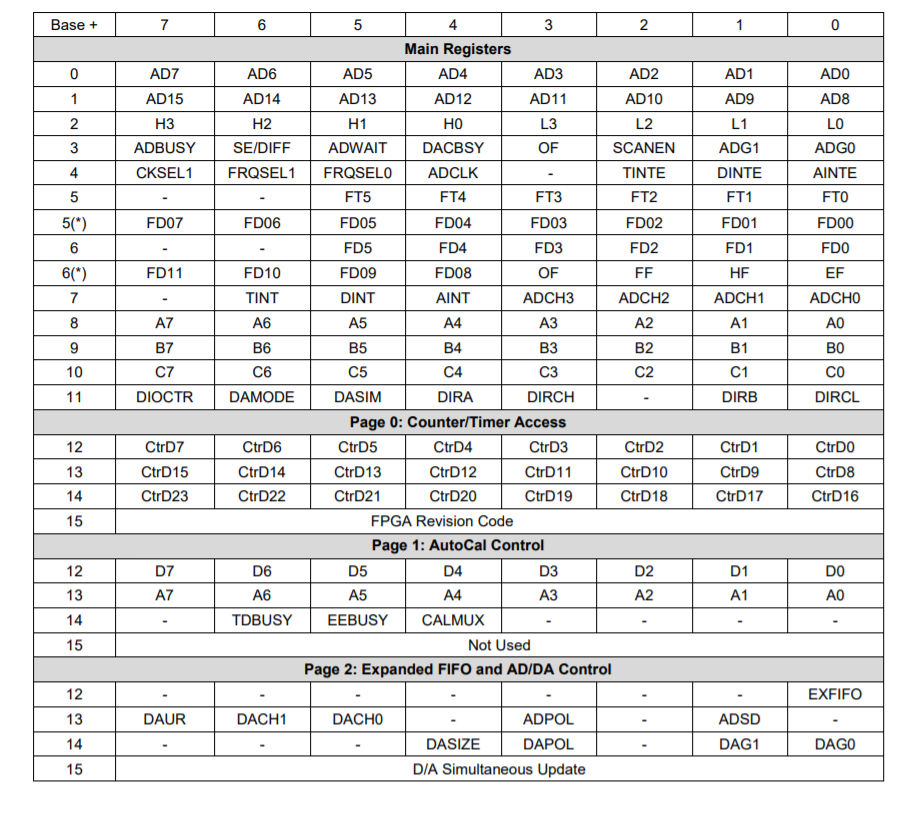 Base + 7 6 5 4 3 2 1 0
Main Registers
0 AD7 AD6 AD5 AD4 AD3 AD2 AD1 AD0
1 AD15 AD14 AD13 AD12 AD11 AD10 AD9 AD8
2 H3 H2 H1 H0 L3 L2 L1 L0
3 ADBUSY SE/DIFF ADWAIT DACBSY OF SCANEN ADG1 ADG0
4 CKSEL1 FRQSEL1 FRQSEL0 ADCLK - TINTE DINTE AINTE
5 - - FT5 FT4 FT3 FT2 FT1 FT0
5(*) FD07 FD06 FD05 FD04 FD03 FD02 FD01 FD00
6 - - FD5 FD4 FD3 FD2 FD1 FD0
6(*) FD11 FD10 FD09 FD08 OF FF HF EF
7 - TINT DINT AINT ADCH3 ADCH2 ADCH1 ADCH0
8 A7 A6 A5 A4 A3 A2 A1 A0
9 B7 B6 B5 B4 B3 B2 B1 B0
10 C7 C6 C5 C4 C3 C2 C1 C0
11 DIOCTR DAMODE DASIM DIRA DIRCH - DIRB DIRCL
Page 0: Counter/Timer Access
12 CtrD7 CtrD6 CtrD5 CtrD4 CtrD3 CtrD2 CtrD1 CtrD0
13 CtrD15 CtrD14 CtrD13 CtrD12 CtrD11 CtrD10 CtrD9 CtrD8
14 CtrD23 CtrD22 CtrD21 CtrD20 CtrD19 CtrD18 CtrD17 CtrD16
15 FPGA Revision Code
Page 1: AutoCal Control
12 D7 D6 D5 D4 D3 D2 D1 D0
13 A7 A6 A5 A4 A3 A2 A1 A0
14 - TDBUSY EEBUSY CALMUX - - - -
15 Not Used
Page 2: Expanded FIFO and AD/DA Control
12 - - - - - - - EXFIFO
13 DAUR DACH1 DACH0 - ADPOL - ADSD -
14 - - - DASIZE DAPOL - DAG1 DAG0
15 D/A Simultaneous Update